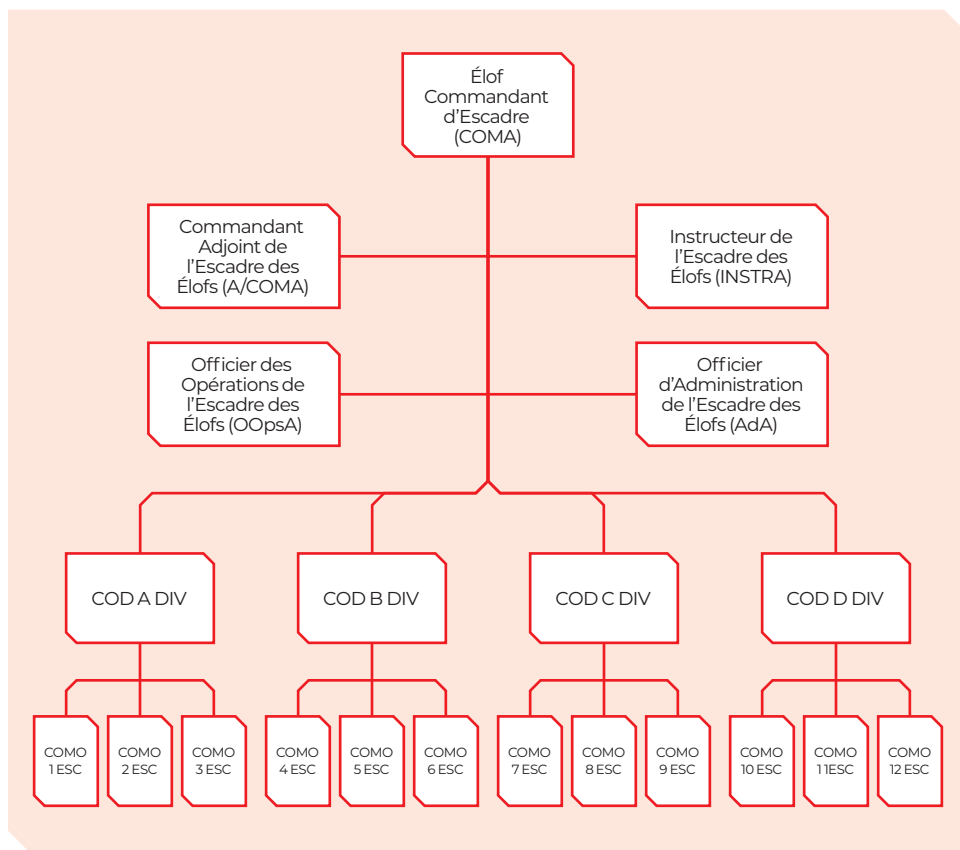 Élof
Commandant
d'Escadre
(COMA)
Commandant
Adjoint de
l'Escadre des
Élofs (A/COMA)
Instructeur de
l'Escadre des
Élofs (INSTRA)
Officier des
Opérations de
l'Escadre des
Élofs (OOpsA)
Officier
d'Administration
de l'Escadre des
Élofs (AdA)
COD A DIV
COD B DIV
COD C DIV
COD D DIV
COMO
1 ESC
COMO
2 ESC
COMO
3 ESC
COMO
4 ESC
COMO
5 ESC
COMO
6 ESC
COMO
7 ESC
COMO
8 ESC
COMO
9 ESC
COMO
10 ESC
COMO
1 1ESC
COMO
12 ESC